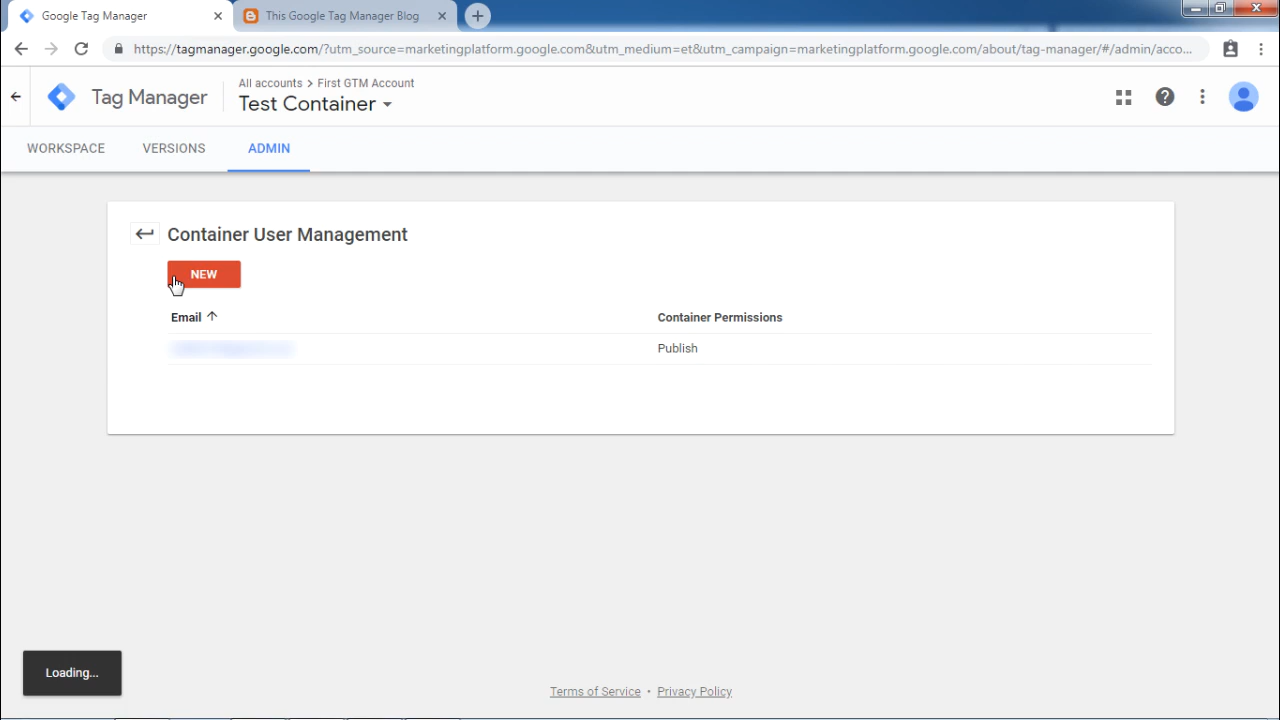 Google Tag Manager
This Google Tag Manager Blog
https://tagmanager.google.com/?utm_source=marketingplatform.google.com&utm_medium=et&utm_campaign=marketingplatform.google.com/about/tag-manager/#/admin/acco...
Tag Manager
All accounts > First GTM Account
Test Container
WORKSPACE
VERSIONS
ADMIN
Container User Management
NEW
Email
Container Permissions
Publish
Loading...
Terms of Service • Privacy Policy